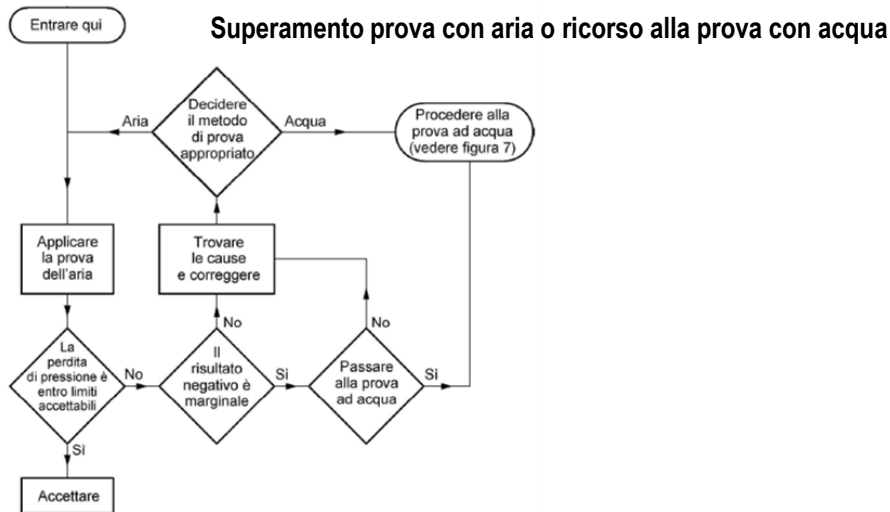 Superamento prova con aria o ricorso alla prova con acqua
Entrare qui
Decidere
il metodo
di prova
appropriato
Aria
Acqua
Procedere alla
prova ad acqua
(vedere figura 7)
Applicare
la prova
dell'aria
Trovare
le cause
e correggere
No
No
La
perdita
di pressione è
entro limiti
accettabili
No
Il
risultato
negativo è
marginale
Sì
Passare
alla prova
ad acqua
Sì
Sì
Accettare